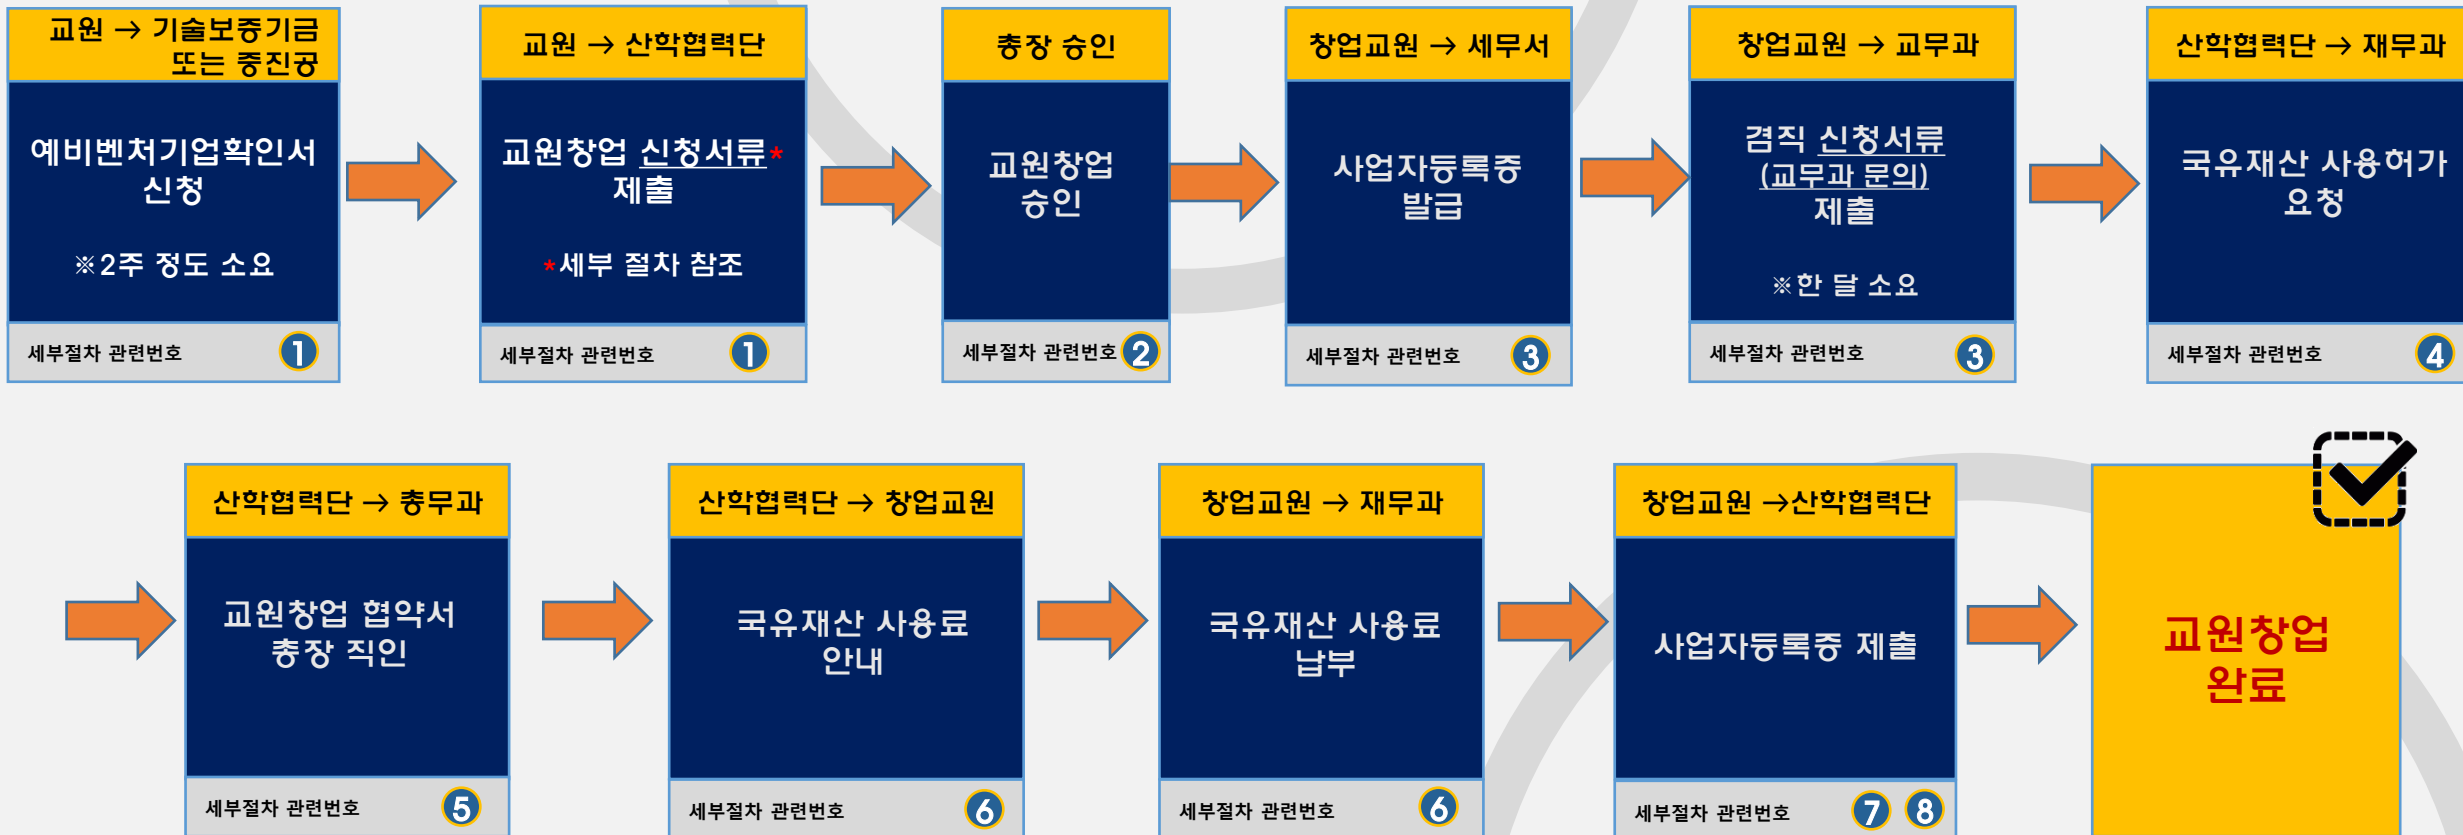 교원 → 기술보증기금
또는 중진공
예비벤처기업확인서
신청
※2주 정도 소요
세부절차 관련번호 1
교원 → 산학협력단
교원창업 신청서류*
제출
*세부 절차 참조
세부절차 관련번호 1
총장 승인
교원창업
승인
세부절차 관련번호 2
창업교원 → 세무서
사업자등록증
발급
세부절차 관련번호 3
창업교원 → 교무과
겸직 신청서류
(교무과 문의)
제출
※한 달 소요
세부절차 관련번호 3
산학협력단 → 재무과
국유재산 사용허가
요청
세부절차 관련번호 4
산학협력단 → 총무과
교원창업 협약서
총장 직인
세부절차 관련번호 5
산학협력단 → 창업교원
국유재산 사용료
안내
세부절차 관련번호 6
창업교원 → 재무과
국유재산 사용료
납부
세부절차 관련번호 6
창업교원 →산학협력단
사업자등록증 제출
세부절차 관련번호 7 8
교원창업
완료